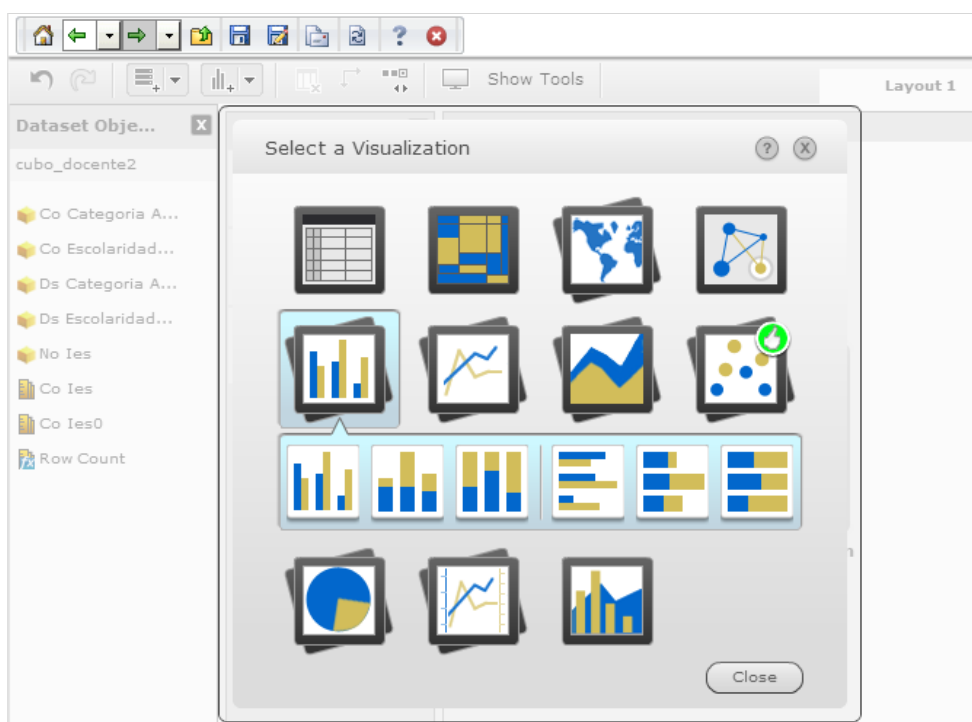 Show Tools
Layout 1
Dataset Obje...
cubo_docente2
Co Categoria A...
Co Escolaridad...
Ds Categoria A...
Ds Escolaridad...
No Ies
Co Ies
Co Ies0
Row Count
Select a Visualization
Close